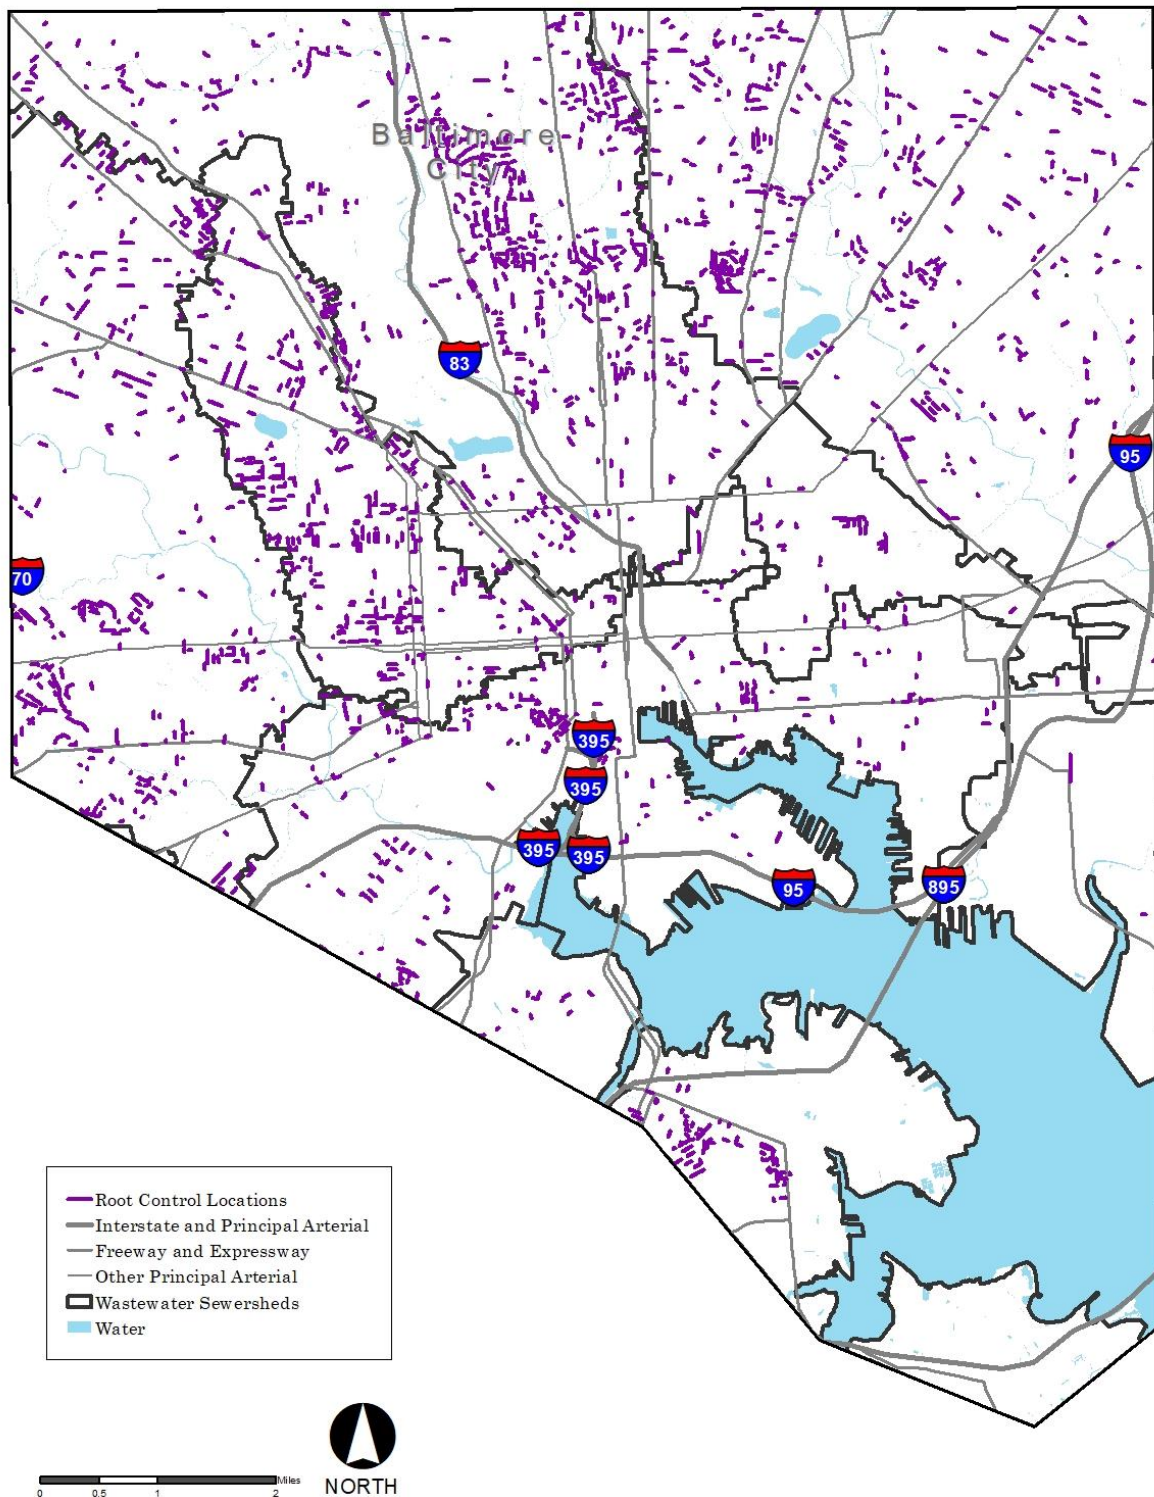 Baltimore
City
83
95
70
395
395
395
395
95
895
Root Control Locations
Interstate and Principal Arterial
Freeway and Expressway
Other Principal Arterial
Wastewater Sewersheds
Water
NORTH
Miles
0 0.5 1 2